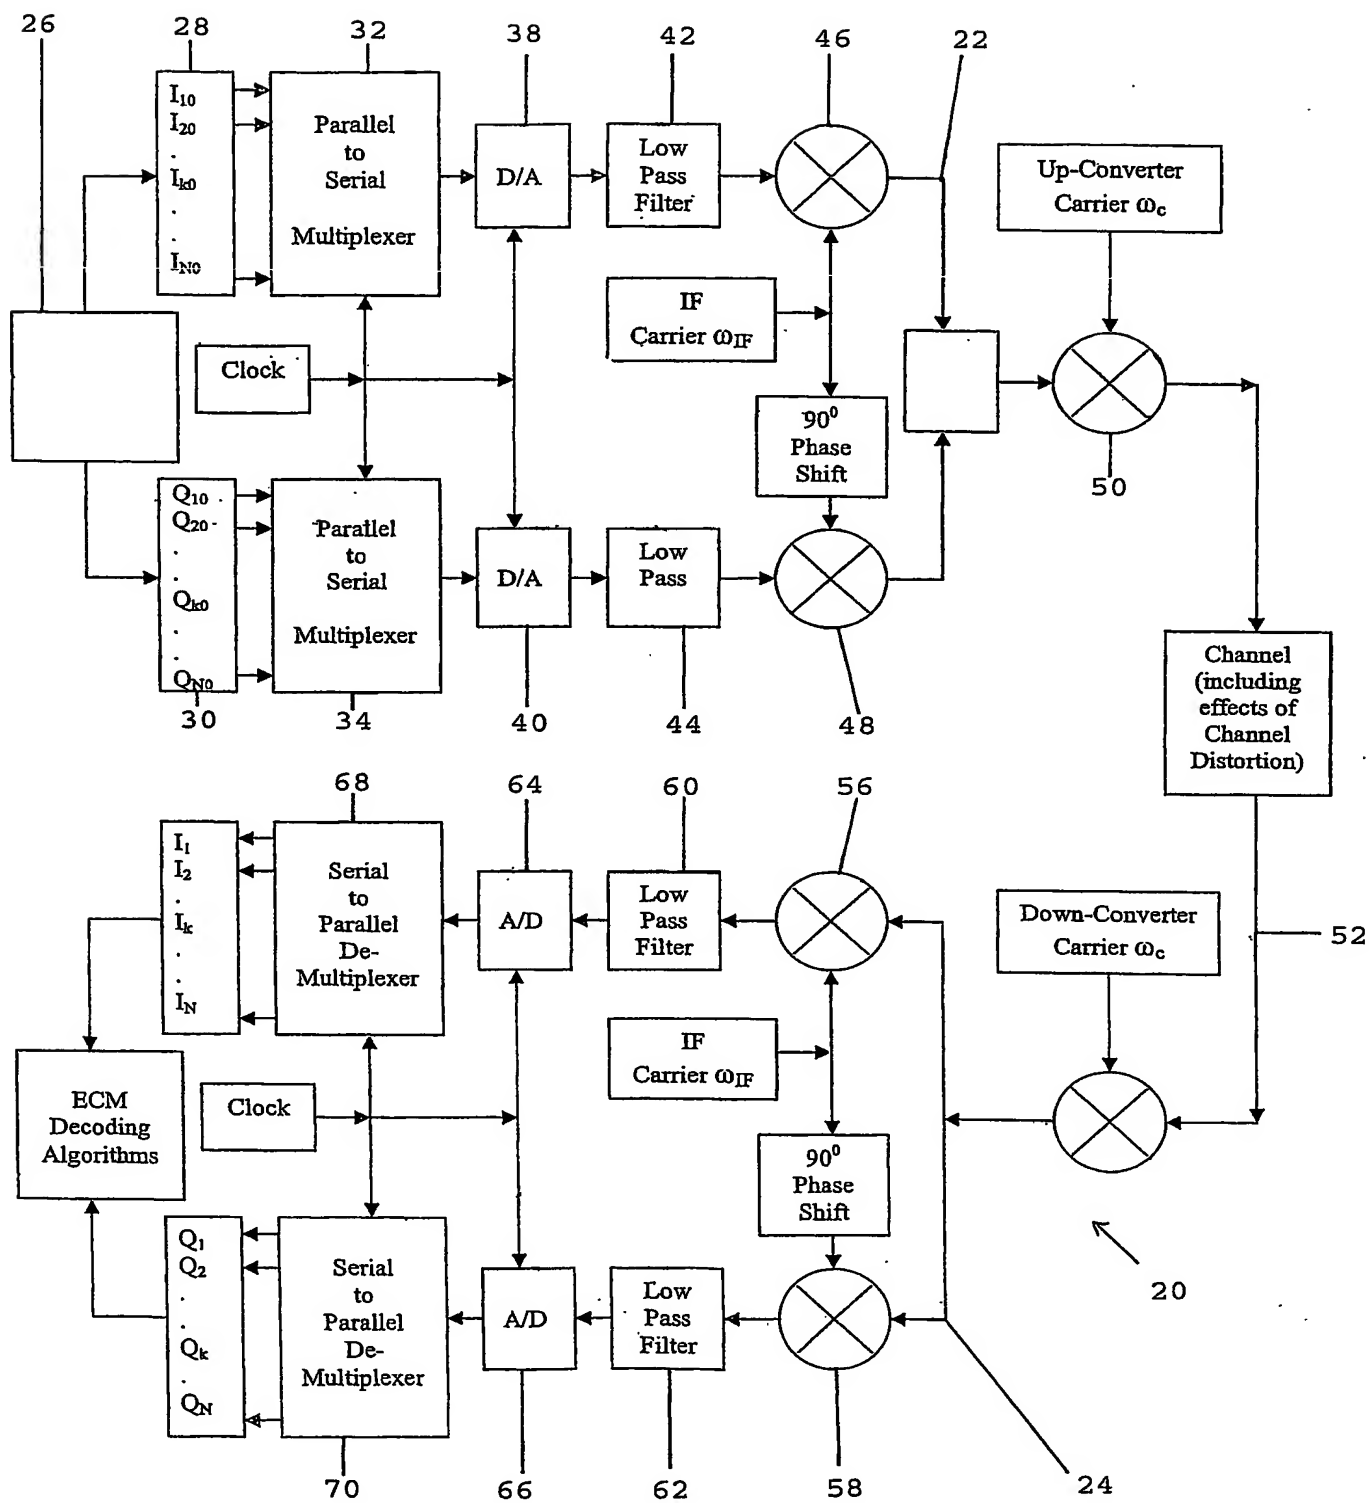 26
28
32
38
42
46
22
I10
I20
.
Ik0
.
.
IN0
Parallel
to
Serial
Multiplexer
D/A
Low
Pass
Filter
Up-Converter
Carrier ωc
IF
Carrier ωIF
Clock
90⁰
Phase
Shift
50
Q10
Q20
.
.
Qk0
.
.
QN0
Parallel
to
Serial
Multiplexer
D/A
Low
Pass
30
34
40
44
48
Channel
(including
effects of
Channel
Distortion)
68
64
60
56
I1
I2
.
Ik
.
.
IN
Serial
to
Parallel
De-
Multiplexer
A/D
Low
Pass
Filter
Down-Converter
Carrier ωc
52
IF
Carrier ωIF
ECM
Decoding
Algorithms
Clock
90⁰
Phase
Shift
20
Q1
Q2
.
.
Qk
.
QN
Serial
to
Parallel
De-
Multiplexer
A/D
Low
Pass
Filter
70
66
62
58
24